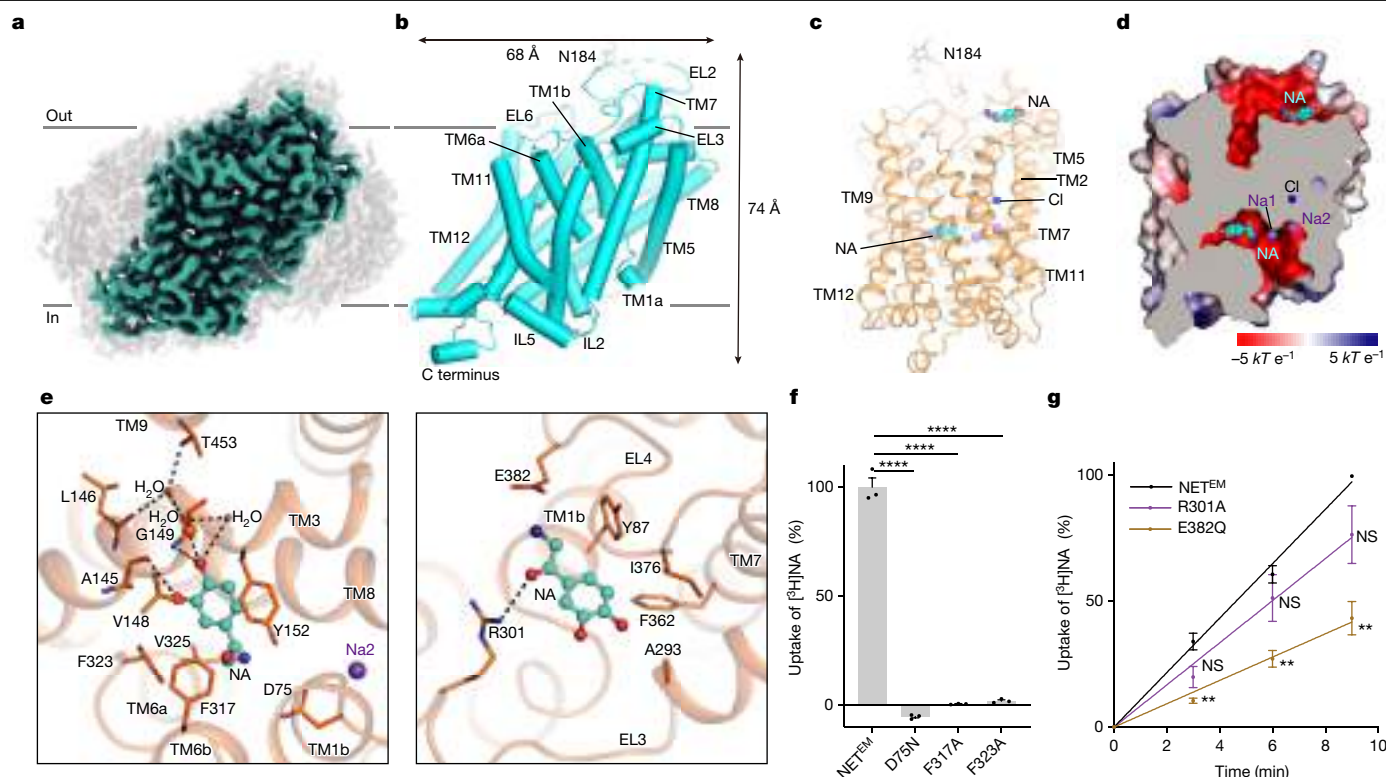 a
Out
In
b
68 Å
N184
EL2
TM1b
TM7
EL6
EL3
TM6a
TM11
TM8
74 Å
TM12
TM5
TM1a
IL5
IL2
C terminus
c
N184
NA
TM5
TM2
TM9
Cl
NA
TM7
TM11
TM12
d
NA
Cl
Na1
Na2
NA
–5 kT e⁻¹
5 kT e⁻¹
e
TM9
T453
L146
H₂O
H₂O
H₂O
G149
TM3
A145
TM8
V148
Y152
V325
Na2
F323
NA
D75
TM6a
F317
TM6b
TM1b
E382
EL4
TM1b
Y87
TM7
I376
NA
R301
F362
A293
EL3
f
****
****
****
Uptake of [³H]NA (%)
100
50
0
NETᴱᴹ
D75N
F317A
F323A
g
Uptake of [³H]NA (%)
100
50
0
NETᴱᴹ
R301A
E382Q
NS
NS
NS
**
**
**
0
2
4
6
8
10
Time (min)